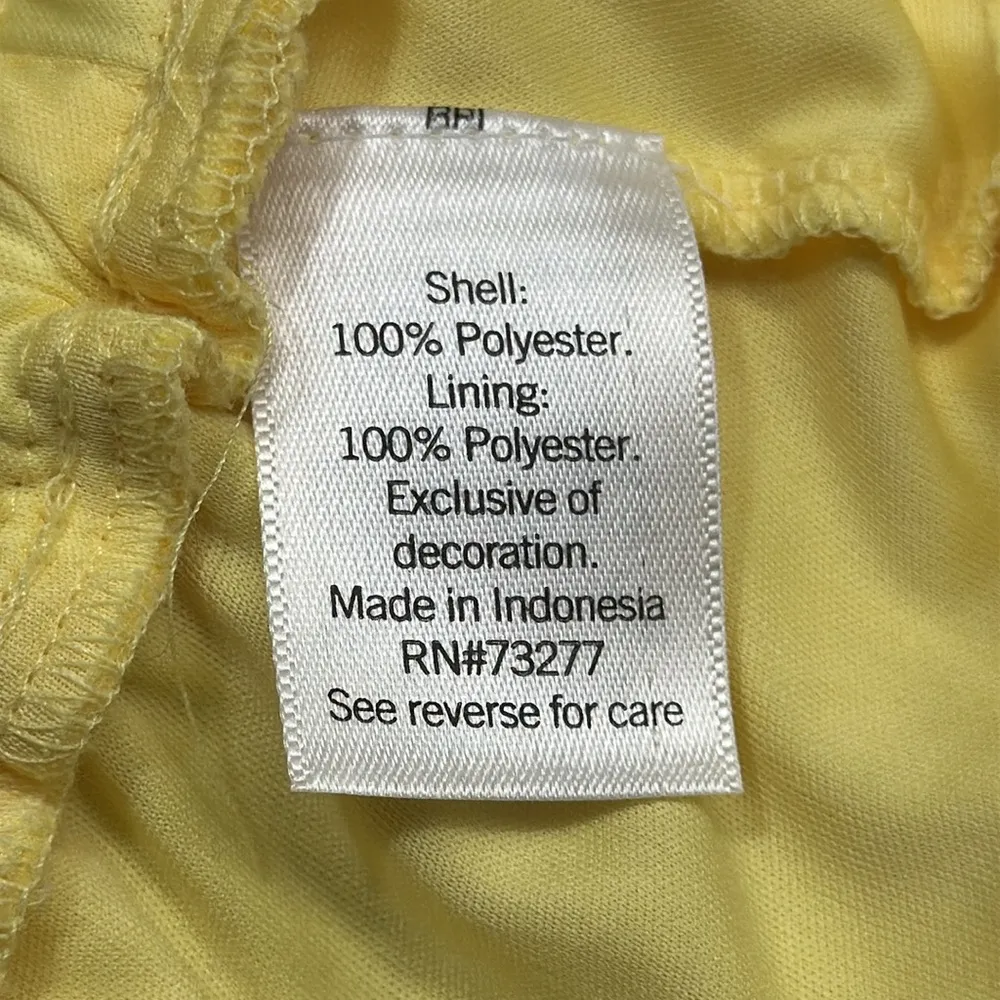 Shell:
100% Polyester.
Lining:
100% Polyester.
Exclusive of
decoration.
Made in Indonesia
RN#73277
See reverse for care